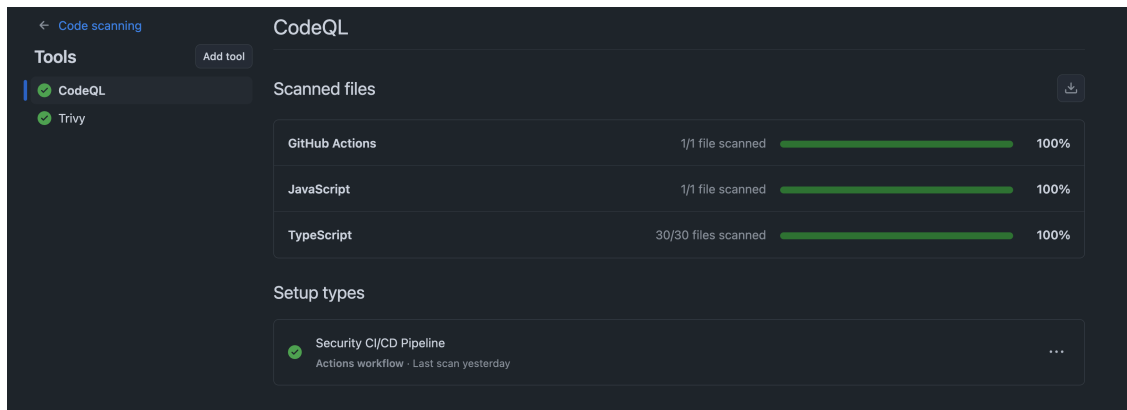 Code scanning
Tools
Add tool
CodeQL
Trivy
CodeQL
Scanned files
GitHub Actions 1/1 file scanned 100%
JavaScript 1/1 file scanned 100%
TypeScript 30/30 files scanned 100%
Setup types
Security CI/CD Pipeline
Actions workflow · Last scan yesterday